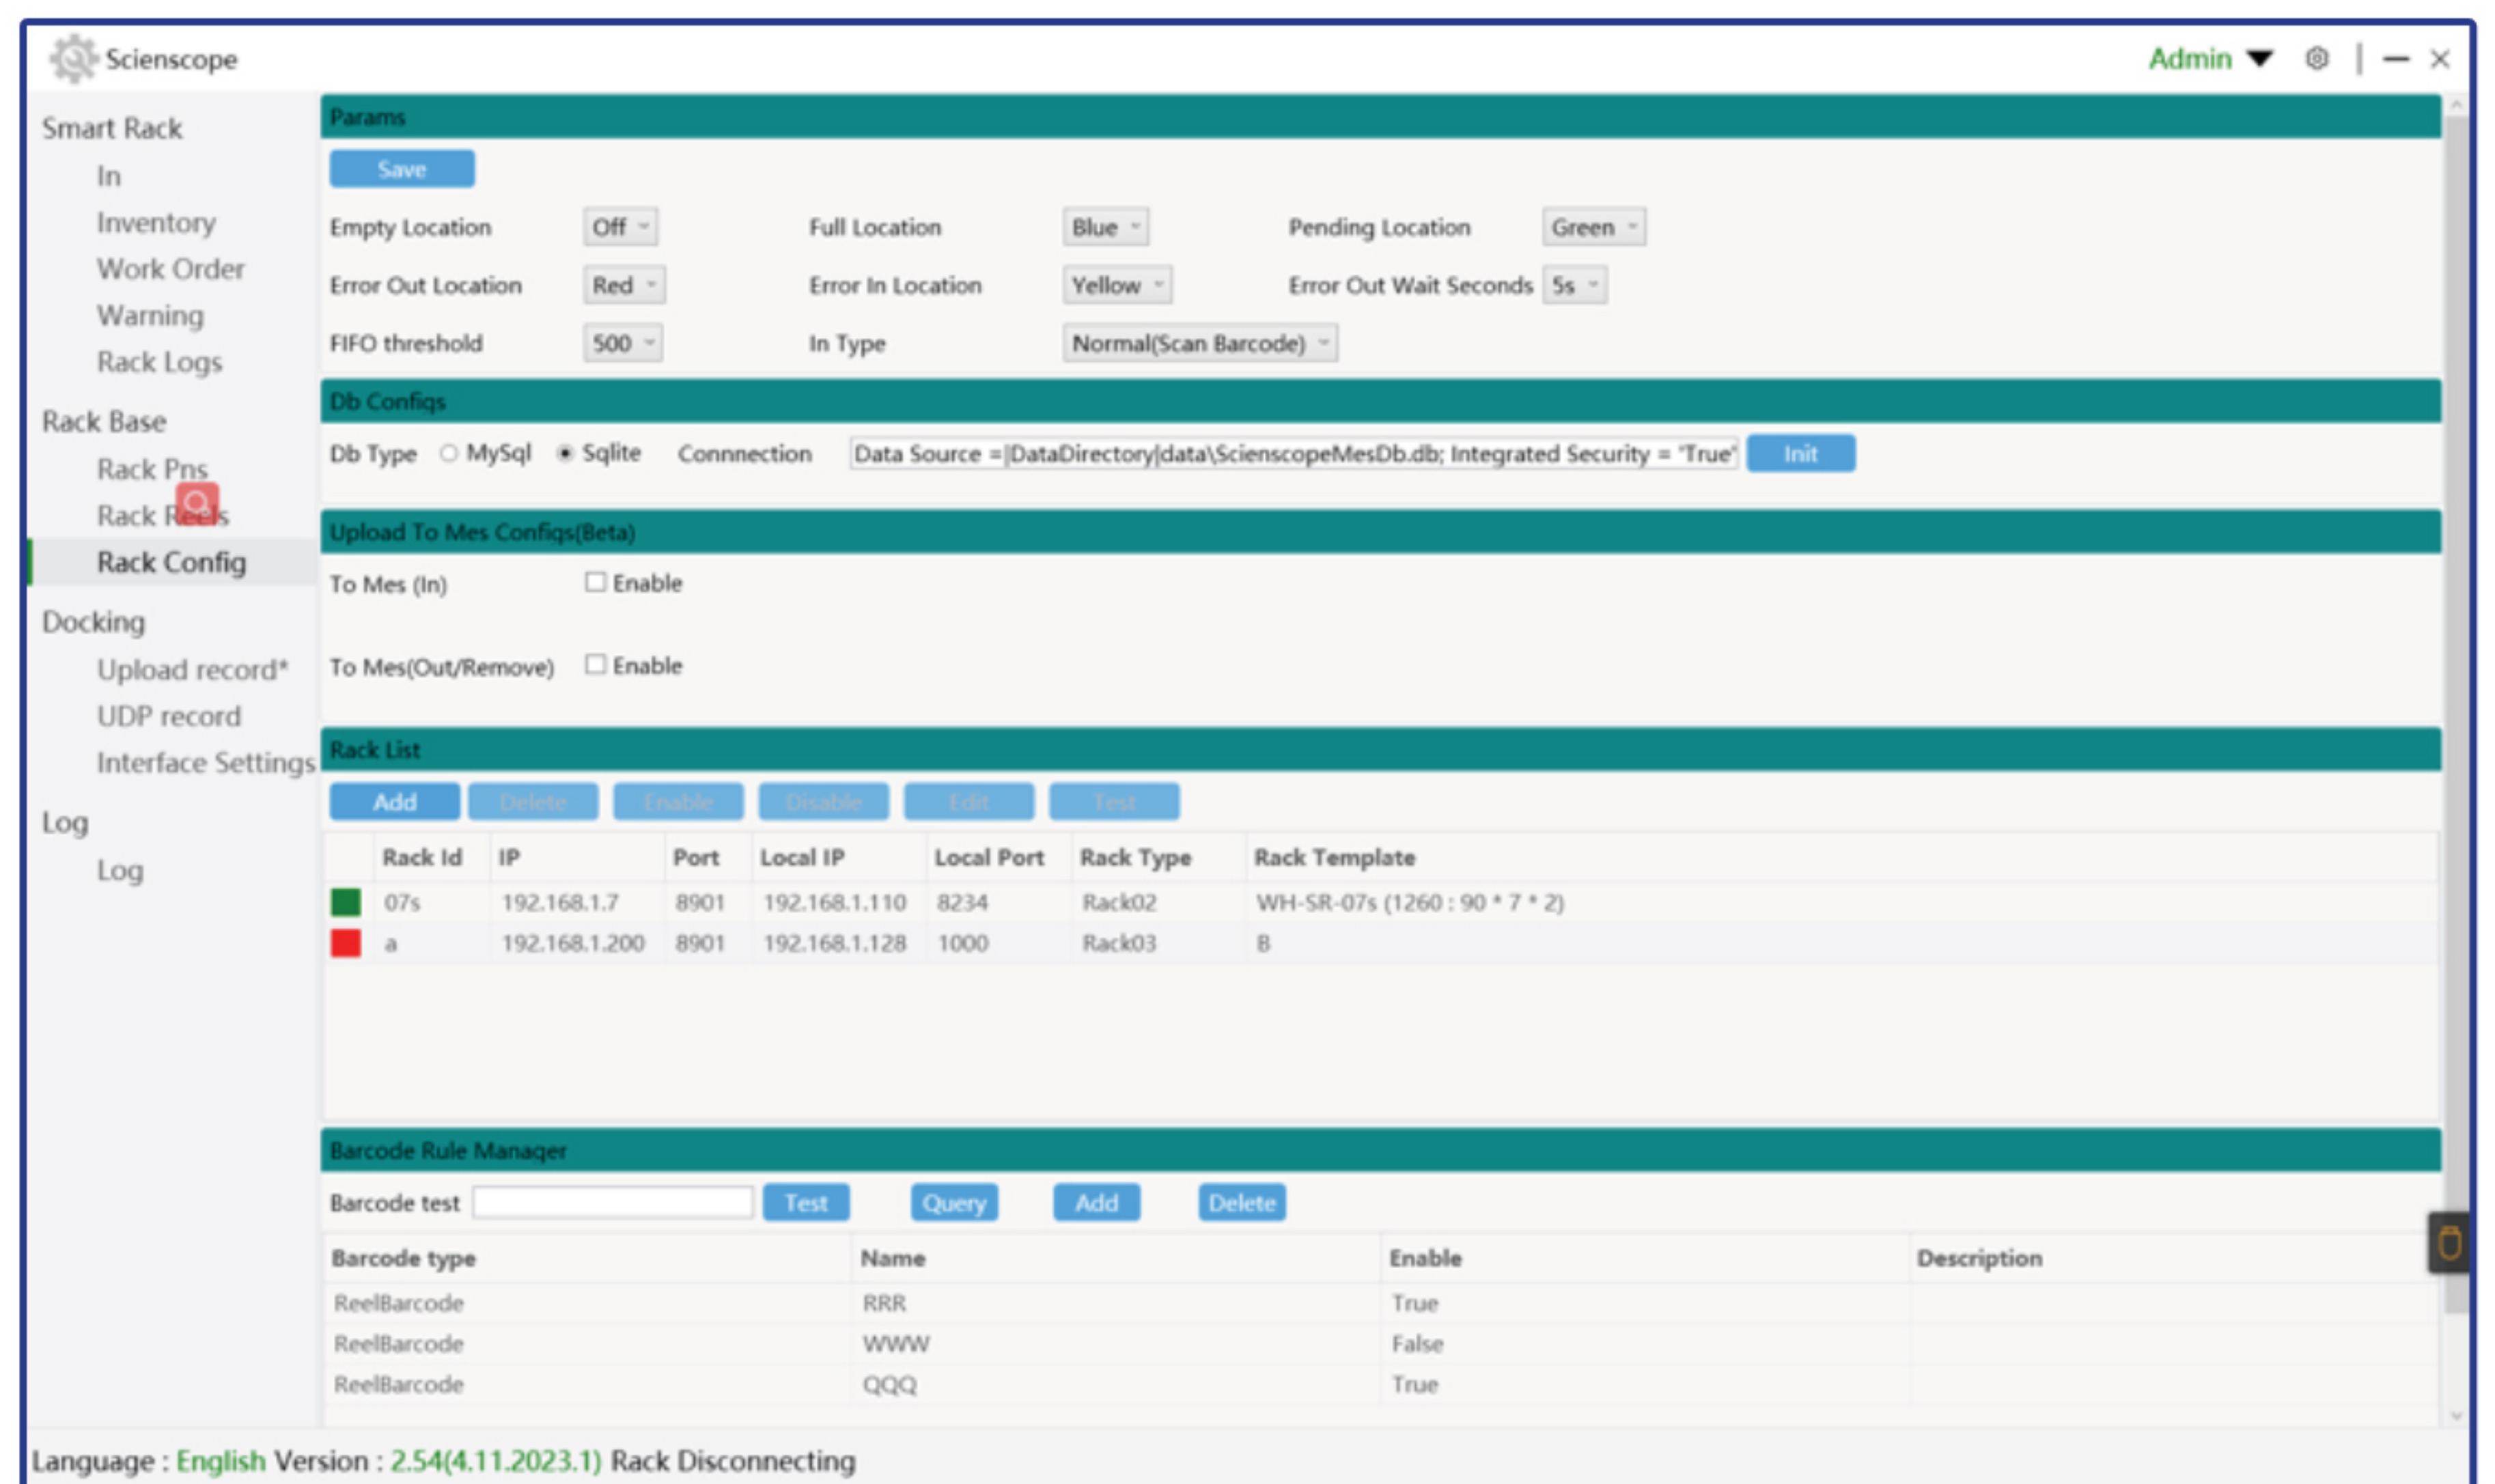 Scienscope
Admin
Smart Rack
In
Inventory
Work Order
Warning
Rack Logs
Rack Base
Rack Pns
Rack Reels
Rack Config
Docking
Upload record*
UDP record
Interface Settings
Log
Log
Params
Save
Empty Location Off Full Location Blue Pending Location Green
Error Out Location Red Error In Location Yellow Error Out Wait Seconds 5s
FIFO threshold 500 In Type Normal(Scan Barcode)
Db Configs
Db Type MySql Sqlite Connnection Data Source =|DataDirectory|data\ScienscopeMesDb.db; Integrated Security = 'True' Init
Upload To Mes Configs(Beta)
To Mes (In) Enable
To Mes(Out/Remove) Enable
Rack List
Add Delete Enable Disable Edit Test
Rack Id IP Port Local IP Local Port Rack Type Rack Template
07s 192.168.1.7 8901 192.168.1.110 8234 Rack02 WH-SR-07s (1260 : 90 * 7 * 2)
a 192.168.1.200 8901 192.168.1.128 1000 Rack03 B
Barcode Rule Manager
Barcode test Test Query Add Delete
Barcode type Name Enable Description
ReelBarcode RRR True
ReelBarcode WWW False
ReelBarcode QQQ True
Language : English Version : 2.54(4.11.2023.1) Rack Disconnecting